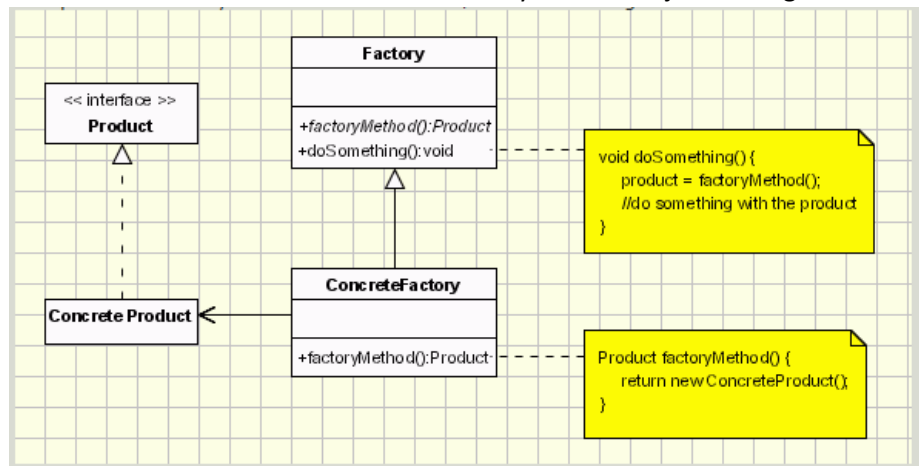 Factory
+factoryMethod():Product
+doSomething():void
<< interface >>
Product
void doSomething() {
product = factoryMethod();
//do something with the product
}
ConcreteFactory
+factoryMethod():Product
Concrete Product
Product factoryMethod() {
return new ConcreteProduct();
}